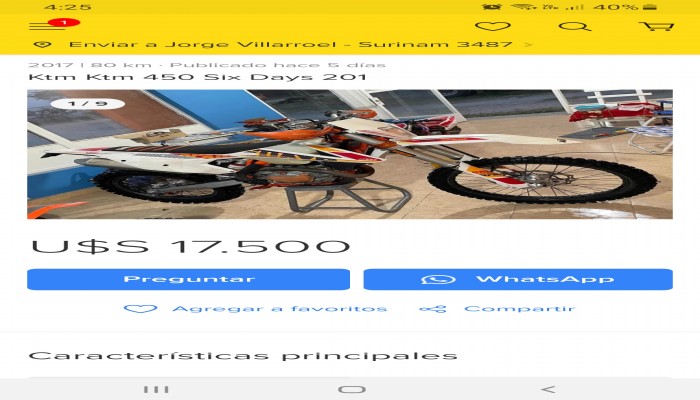 4:25
40%
1
Enviar a Jorge Villarroel - Surinam 3487 >
2017 | 80 km · Publicado hace 5 días
Ktm Ktm 450 Six Days 201
1 / 9
U$S 17.500
Preguntar
WhatsApp
Agregar a favoritos
Compartir
Características principales